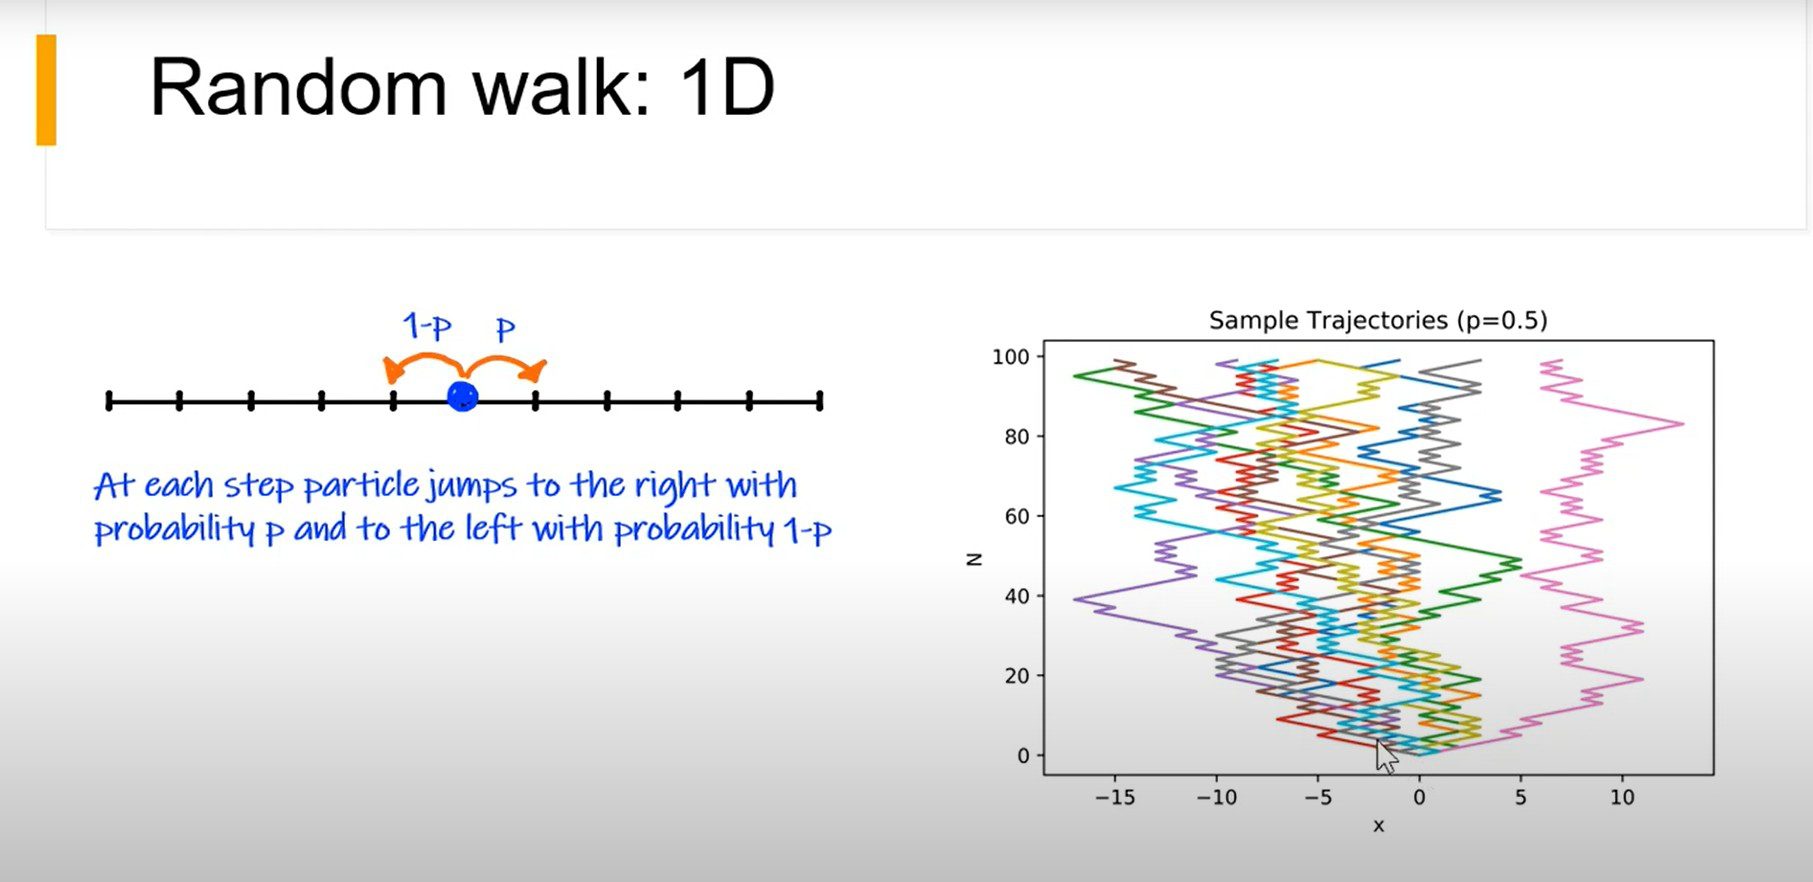 Random walk: 1D
1-p
p
At each step particle jumps to the right with
probability p and to the left with probability 1-p
Sample Trajectories (p=0.5)
100
80
60
40
20
0
N
−15
−10
−5
0
5
10
x